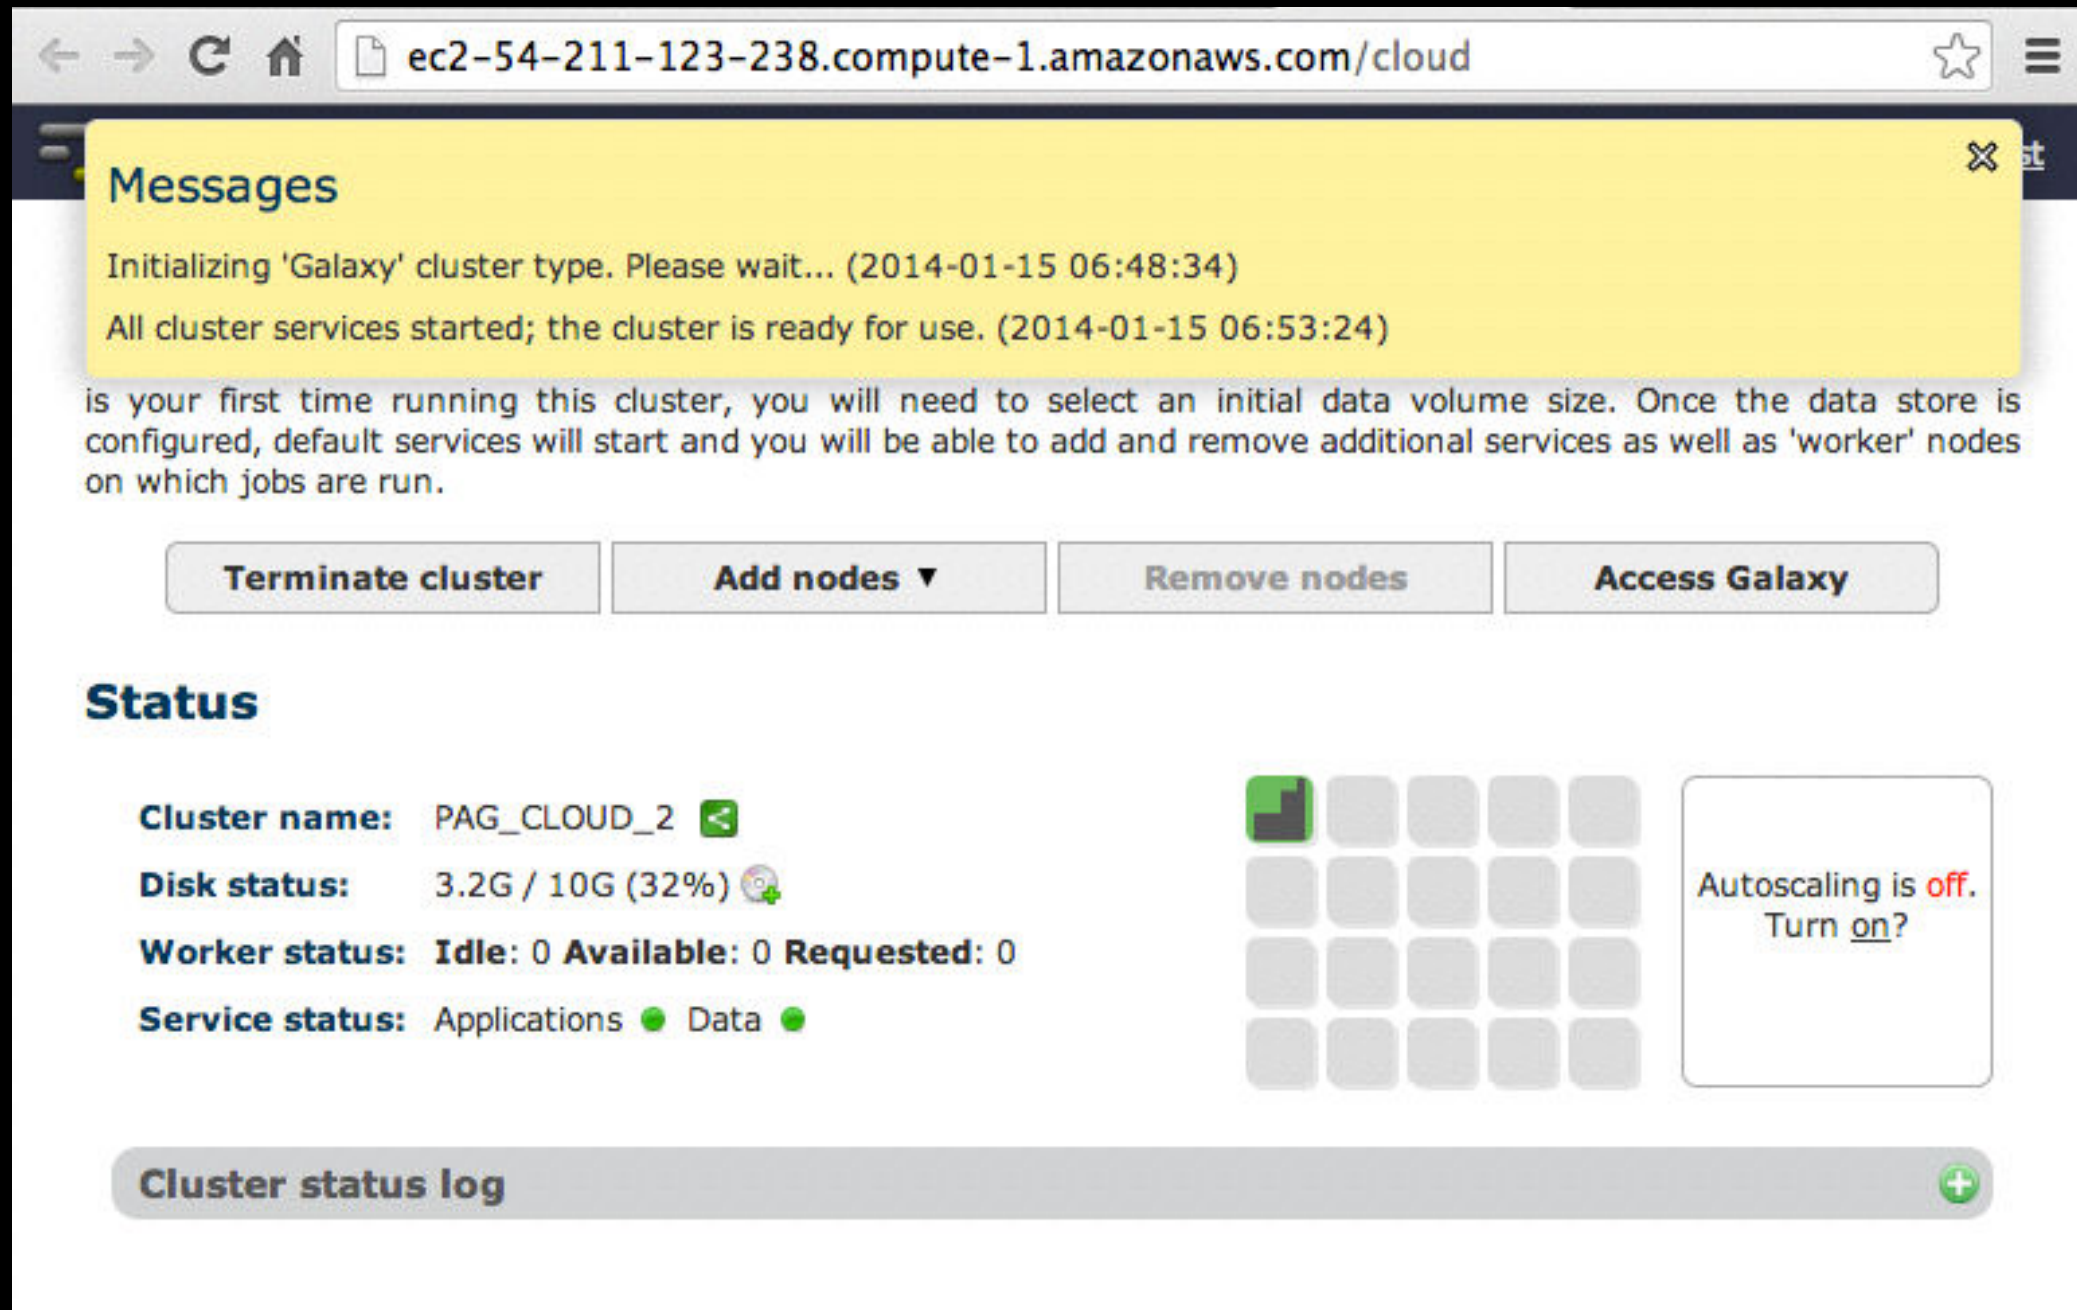 ec2-54-211-123-238.compute-1.amazonaws.com/cloud
st
Messages
Initializing 'Galaxy' cluster type. Please wait... (2014-01-15 06:48:34)
All cluster services started; the cluster is ready for use. (2014-01-15 06:53:24)
is your first time running this cluster, you will need to select an initial data volume size. Once the data store is
configured, default services will start and you will be able to add and remove additional services as well as 'worker' nodes
on which jobs are run.
Terminate cluster Add nodes ▼ Remove nodes Access Galaxy
Status
Cluster name: PAG_CLOUD_2
Disk status: 3.2G / 10G (32%)
Worker status: Idle: 0 Available: 0 Requested: 0
Service status: Applications Data
Autoscaling is off.
Turn on?
Cluster status log